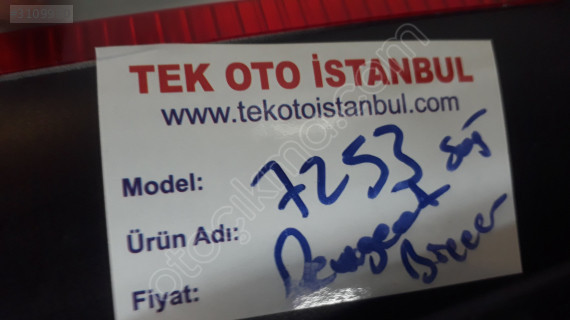 TEK OTO İSTANBUL
www.tekotoistanbul.com
Model: 7253 sağ
Ürün Adı: Peugeot
Fiyat: